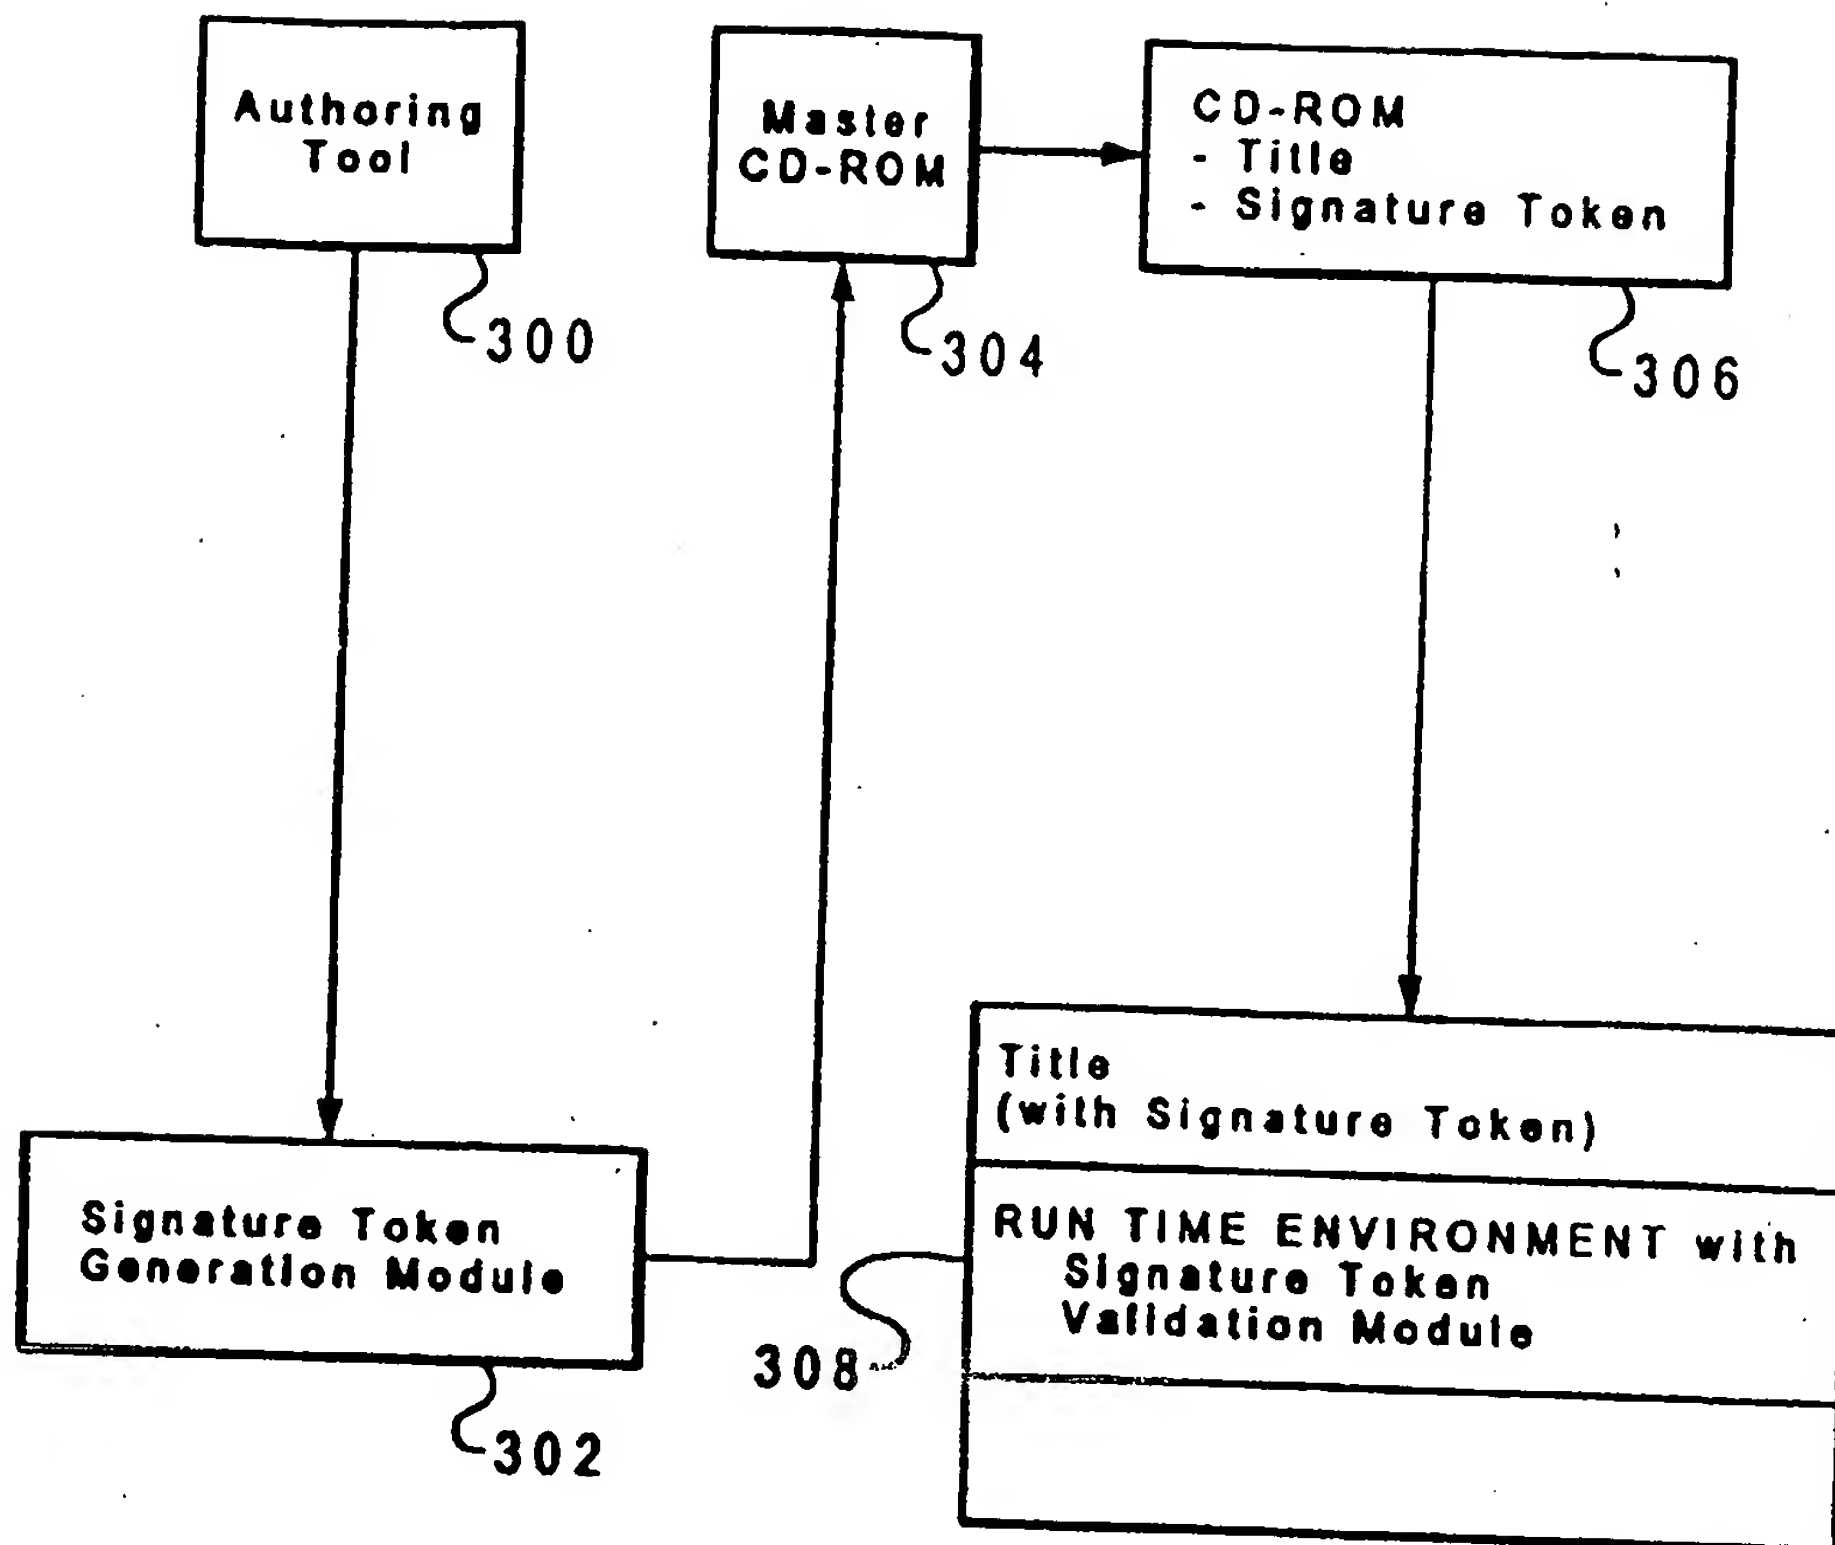 Authoring
Tool
300
Master
CD-ROM
304
CD-ROM
- Title
- Signature Token
306
Signature Token
Generation Module
302
Title
(with Signature Token)
RUN TIME ENVIRONMENT with
Signature Token
Validation Module
308